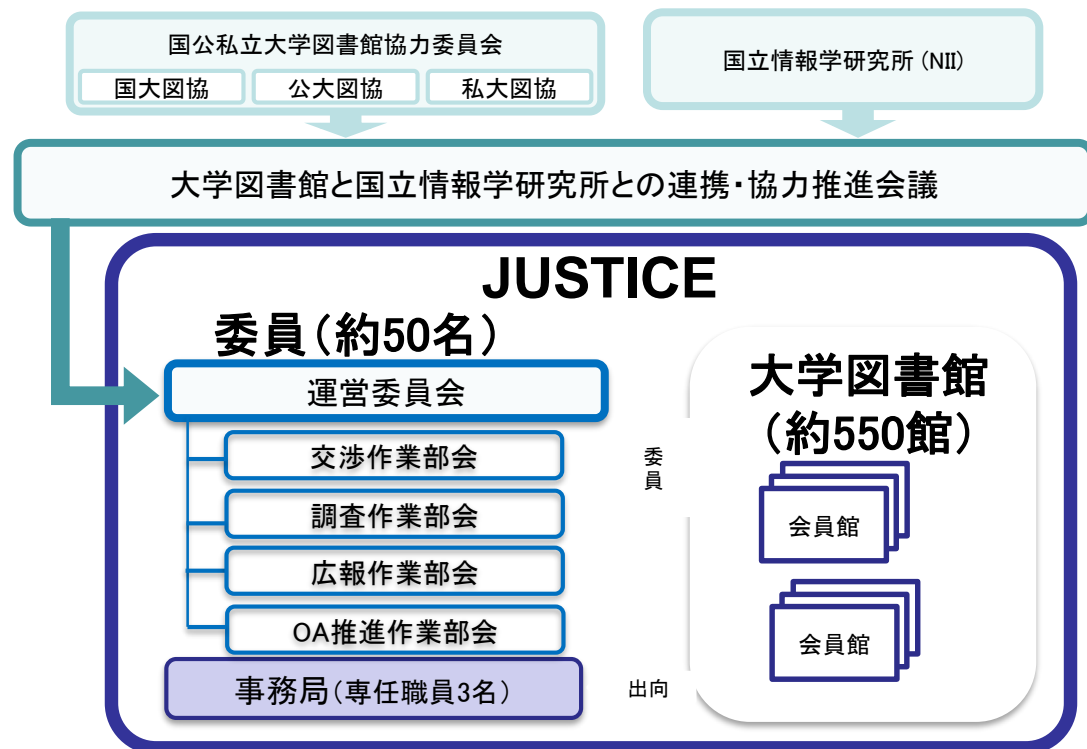 国公私立大学図書館協力委員会
国大図協
公大図協
私大図協
国立情報学研究所 (NII)
大学図書館と国立情報学研究所との連携・協力推進会議
JUSTICE
委員（約50名）
運営委員会
交渉作業部会
調査作業部会
広報作業部会
OA推進作業部会
事務局（専任職員3名）
委
員
出向
大学図書館
（約550館）
会員館
会員館